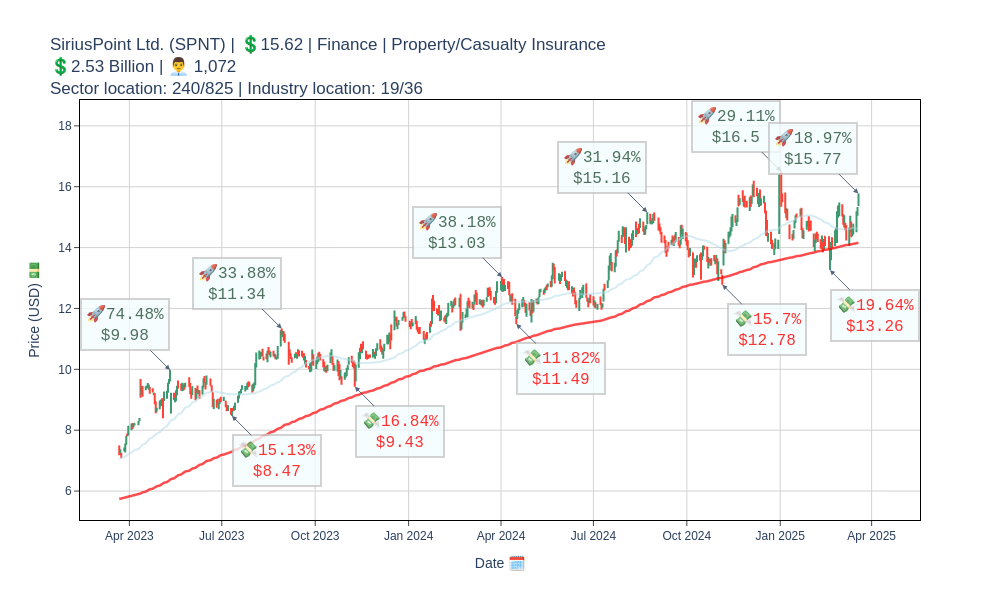 SiriusPoint Ltd. (SPNT) | 💲15.62 | Finance | Property/Casualty Insurance
💲2.53 Billion | 👨‍💼 1,072
Sector location: 240/825 | Industry location: 19/36
🚀29.11%
$16.5
🚀18.97%
$15.77
🚀31.94%
$15.16
🚀38.18%
$13.03
🚀33.88%
$11.34
🚀74.48%
$9.98
💸19.64%
$13.26
💸15.7%
$12.78
💸11.82%
$11.49
💸16.84%
$9.43
💸15.13%
$8.47
18
16
14
12
10
8
6
Price (USD) 💵
Apr 2023
Jul 2023
Oct 2023
Jan 2024
Apr 2024
Jul 2024
Oct 2024
Jan 2025
Apr 2025
Date 🗓️